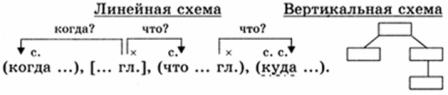 Линейная схема Вертикальная схема
когда? что? что?
с. × с. × с. с.
(когда ...), [... гл.], (что ... гл.), (куда ...).